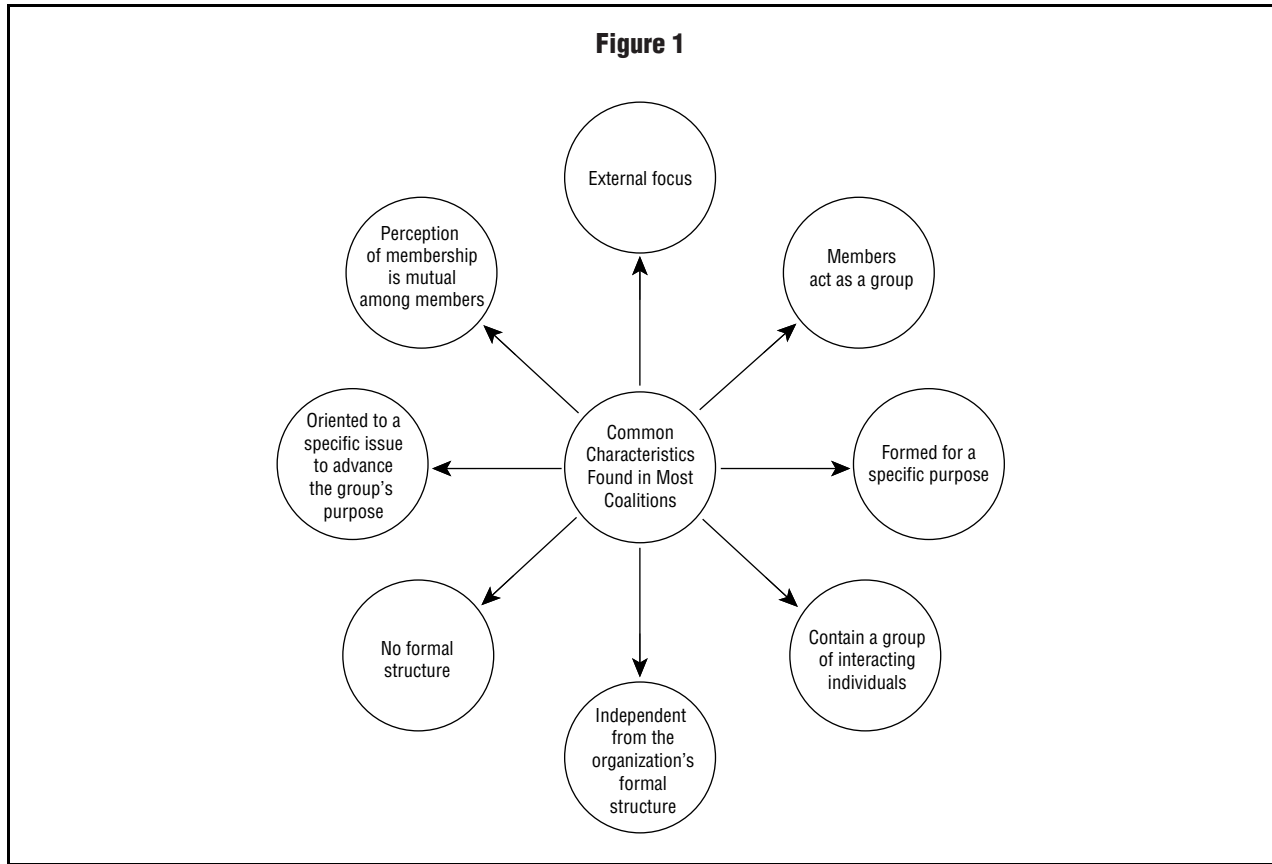 Figure 1
External focus
Perception
of membership
is mutual
among members
Members
act as a group
Oriented to a
specific issue
to advance
the group's
purpose
Common
Characteristics
Found in Most
Coalitions
Formed for a
specific purpose
No formal
structure
Contain a group
of interacting
individuals
Independent
from the
organization's
formal
structure